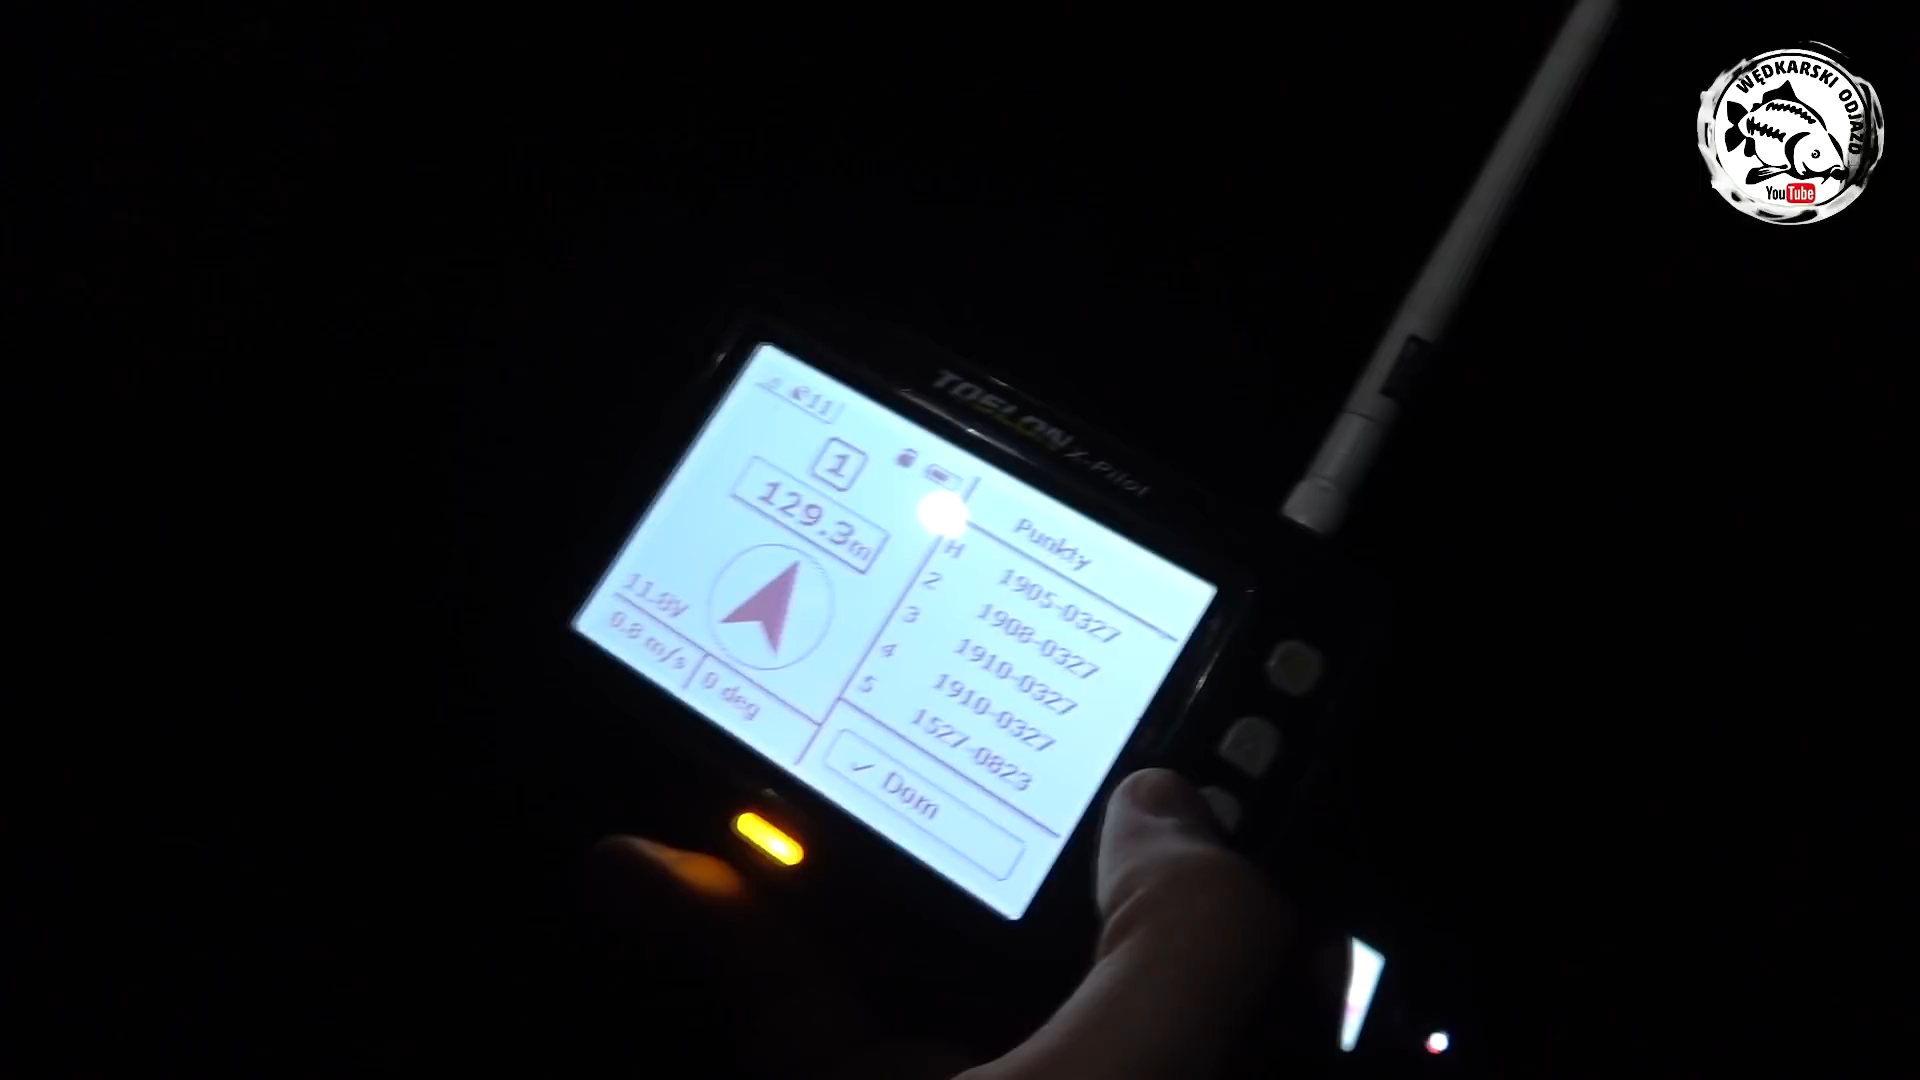 WĘDKARSKI ODJAZD
YouTube
TOSLON X-Pilot
11
1
129.3m
11.8V
0.8 m/s
0 deg
Punkty
H 1905-0327
2 1908-0327
3 1910-0327
4 1910-0327
5 1527-0823
✓ Dom